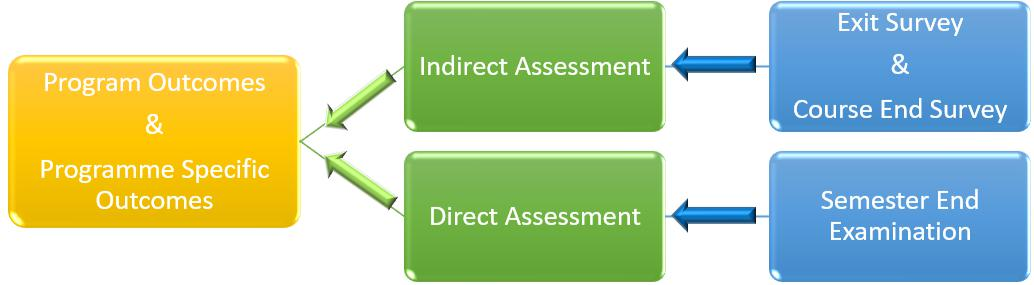 Program Outcomes
&
Programme Specific
Outcomes
Indirect Assessment
Direct Assessment
Exit Survey
&
Course End Survey
Semester End
Examination